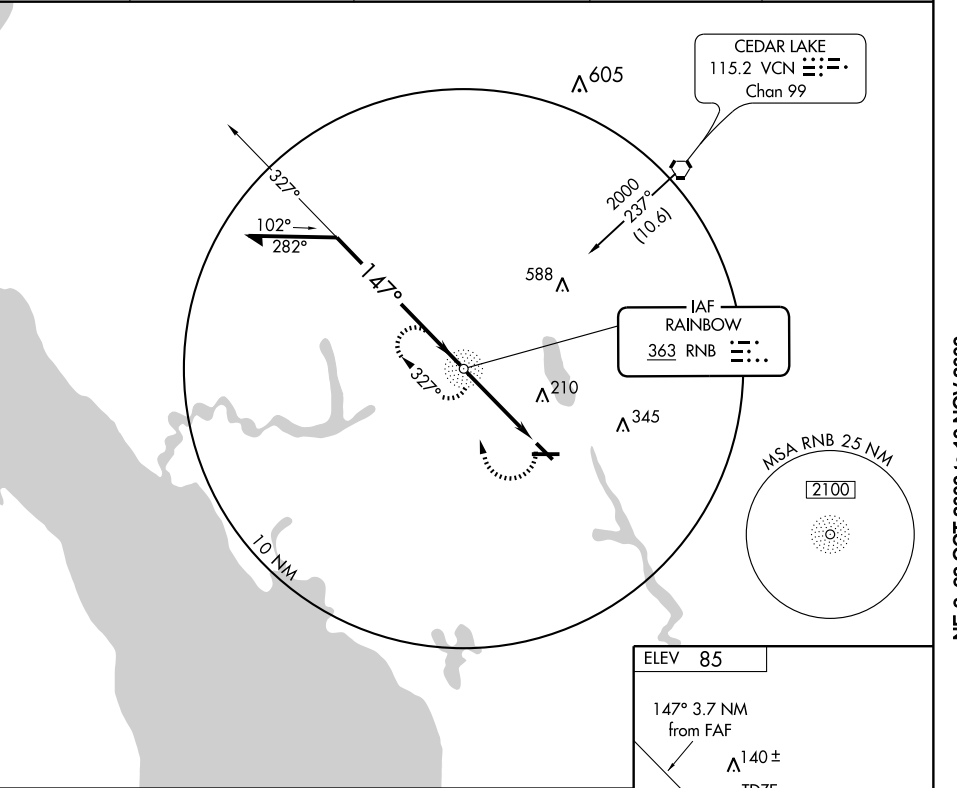 CEDAR LAKE
115.2 VCN
Chan 99
605
327°
2000
237°
(10.6)
102°
282°
147°
588
IAF
RAINBOW
363 RNB
327°
210
345
MSA RNB 25 NM
2100
10 NM
ELEV 85
147° 3.7 NM
from FAF
140 ±